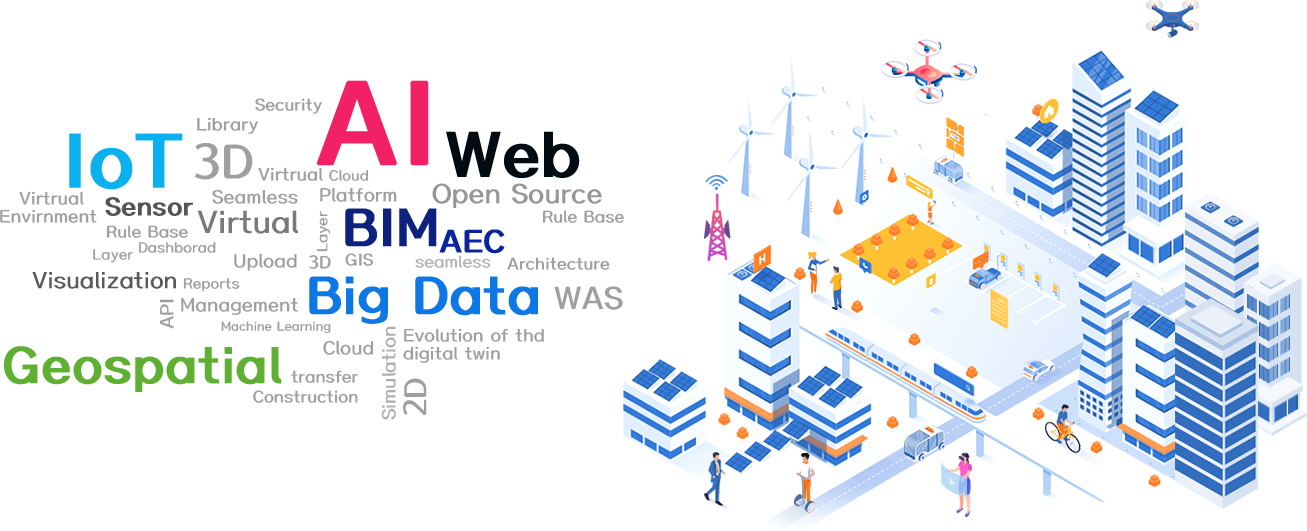 Security
AI
Library
IoT
3D
Web
Virtual
Cloud
Virtual
Envirnment
Sensor
Seamless
Platform
Open Source
Rule Base
Virtual
Layer
BIM
AEC
Rule Base
Dashborad
Layer
Upload
3D
GIS
seamless
Architecture
Visualization
Reports
API
Management
Big Data
WAS
Machine Learning
Evolution of thd
digital twin
Geospatial
Cloud
Simulation
2D
transfer
Construction
H